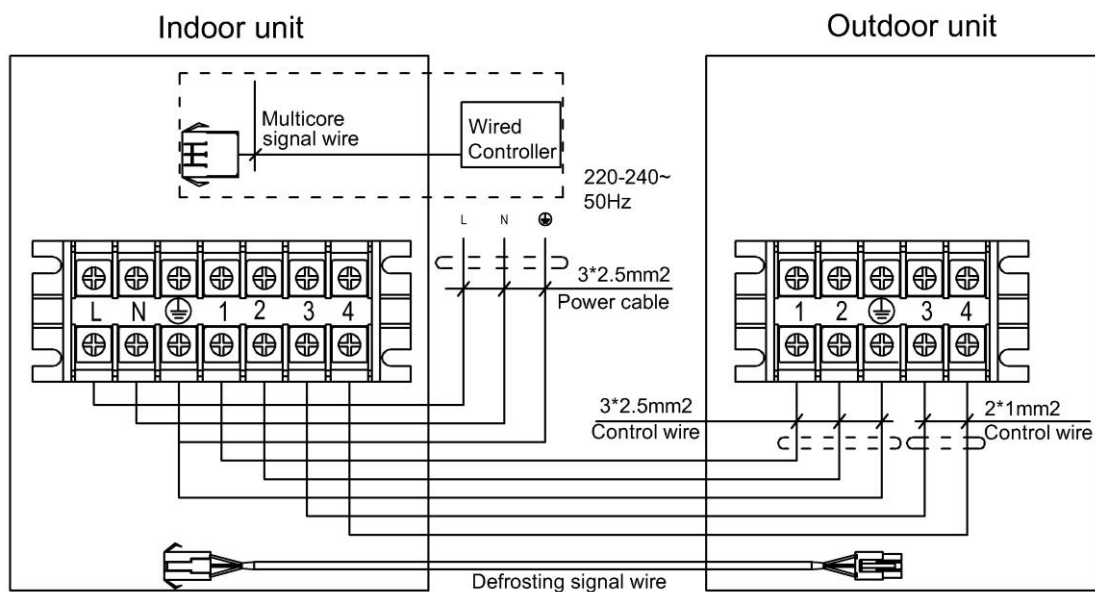 Indoor unit
Outdoor unit
Multicore
signal wire
Wired
Controller
220-240~
50Hz
L N
3*2.5mm2
Power cable
L N 1 2 3 4
1 2 3 4
3*2.5mm2
Control wire
2*1mm2
Control wire
Defrosting signal wire